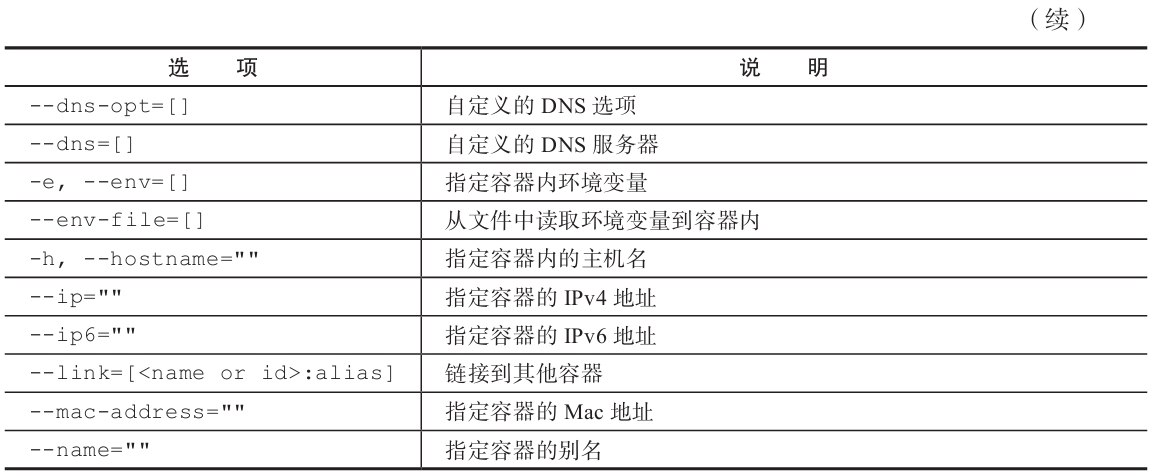 （续）
选 项 说 明
--dns-opt=[] 自定义的 DNS 选项
--dns=[] 自定义的 DNS 服务器
-e, --env=[] 指定容器内环境变量
--env-file=[] 从文件中读取环境变量到容器内
-h, --hostname="" 指定容器内的主机名
--ip="" 指定容器的 IPv4 地址
--ip6="" 指定容器的 IPv6 地址
--link=[<name or id>:alias] 链接到其他容器
--mac-address="" 指定容器的 Mac 地址
--name="" 指定容器的别名